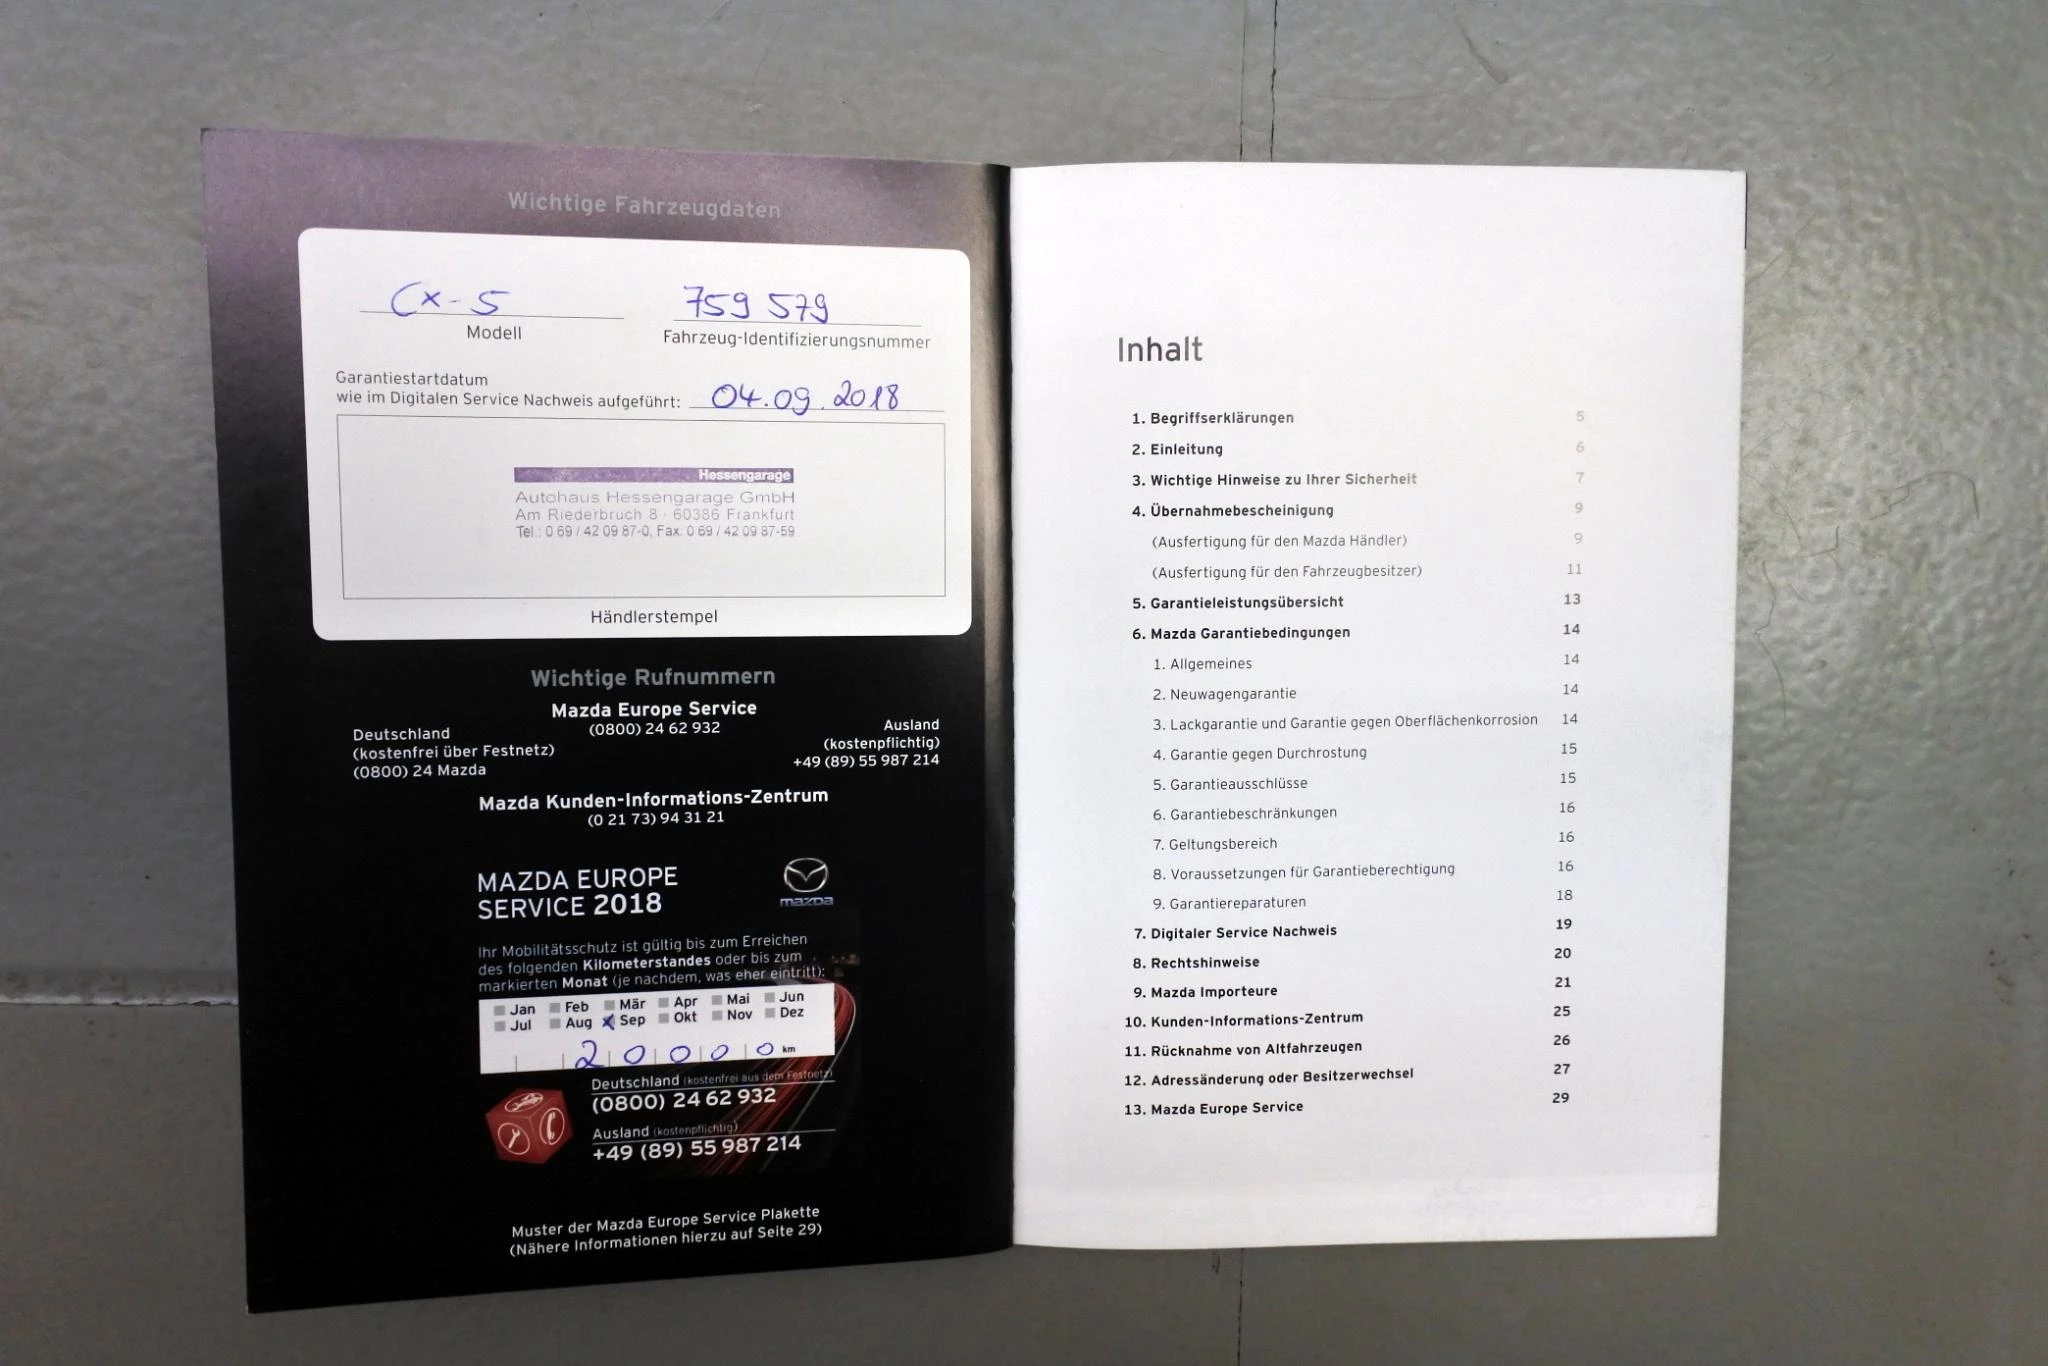 Wichtige Fahrzeugdaten
CX-5
759 579
Modell
Fahrzeug-Identifizierungsnummer
Garantiestartdatum
wie im Digitalen Service Nachweis aufgeführt: 04.09.2018
Hessengarage
Autohaus Hessengarage GmbH
Am Riederbruch 8 · 60386 Frankfurt
Tel.: 0 69 / 42 09 87-0, Fax: 0 69 / 42 09 87-59
Händlerstempel
Wichtige Rufnummern
Mazda Europe Service
(0800) 24 62 932
Deutschland
(kostenfrei über Festnetz)
(0800) 24 Mazda
Ausland
(kostenpflichtig)
+49 (89) 55 987 214
Mazda Kunden-Informations-Zentrum
(0 21 73) 94 31 21
MAZDA EUROPE
SERVICE 2018
mazda
Ihr Mobilitätsschutz ist gültig bis zum Erreichen
des folgenden Kilometerstandes oder bis zum
markierten Monat (je nachdem, was eher eintritt):
Jan Feb Mär Apr Mai Jun
Jul Aug Sep Okt Nov Dez
2 0 0 0 0 km
Deutschland (kostenfrei aus dem Festnetz)
(0800) 24 62 932
Ausland (kostenpflichtig)
+49 (89) 55 987 214
Muster der Mazda Europe Service Plakette
(Nähere Informationen hierzu auf Seite 29)
Inhalt
1. Begriffserklärungen 5
2. Einleitung 6
3. Wichtige Hinweise zu Ihrer Sicherheit 7
4. Übernahmebescheinigung 9
(Ausfertigung für den Mazda Händler) 9
(Ausfertigung für den Fahrzeugbesitzer) 11
5. Garantieleistungsübersicht 13
6. Mazda Garantiebedingungen 14
1. Allgemeines 14
2. Neuwagengarantie 14
3. Lackgarantie und Garantie gegen Oberflächenkorrosion 14
4. Garantie gegen Durchrostung 15
5. Garantieausschlüsse 15
6. Garantiebeschränkungen 16
7. Geltungsbereich 16
8. Voraussetzungen für Garantieberechtigung 16
9. Garantiereparaturen 18
7. Digitaler Service Nachweis 19
8. Rechtshinweise 20
9. Mazda Importeure 21
10. Kunden-Informations-Zentrum 25
11. Rücknahme von Altfahrzeugen 26
12. Adressänderung oder Besitzerwechsel 27
13. Mazda Europe Service 29